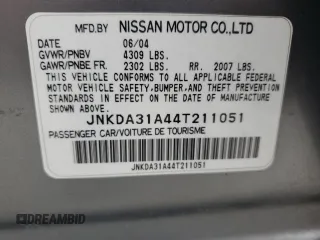 MFD.BY NISSAN MOTOR CO.,LTD
DATE 06/04
GVWR/PNBV 4309 LBS.
GAWR/PNBE FR. 2302 LBS. RR. 2007 LBS.
THIS VEHICLE CONFORMS TO ALL APPLICABLE FEDERAL
MOTOR VEHICLE SAFETY,BUMPER,AND THEFT PREVENTION
STANDARDS IN EFFECT ON THE DATE OF MANUFACTURE
SHOWN ABOVE.
JNKDA31A44T211051
PASSENGER CAR/VOITURE DE TOURISME
JNKDA31A44T211051
DREAMBID